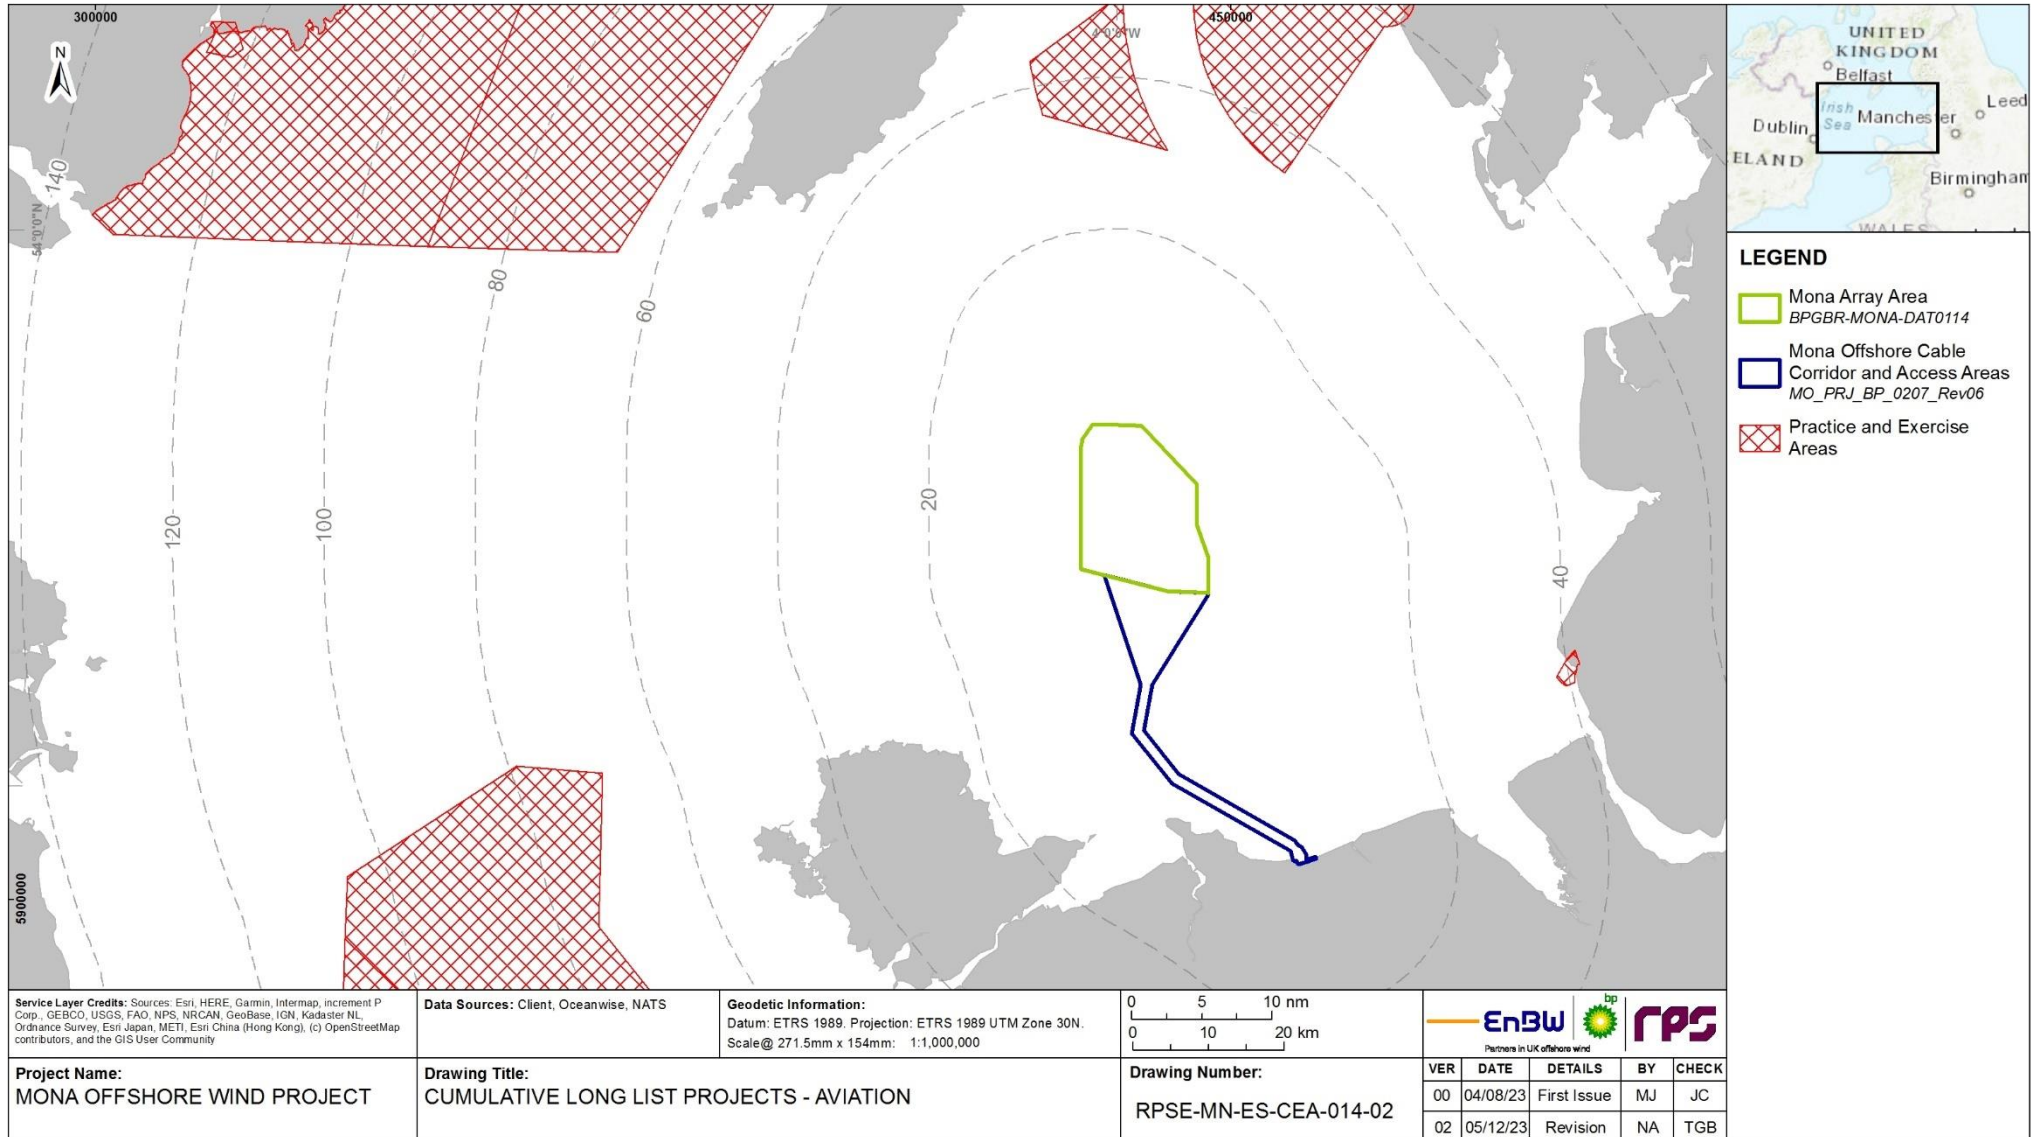 300000
450000
4°0'0"W
N
140
54°0'0"N
80
60
20
120
100
40
5900000
UNITED
KINGDOM
Belfast
Irish
Sea
Manchester
Leed
Dublin
ELAND
Birmingham
WALES
LEGEND
Mona Array Area
BPGBR-MONA-DAT0114
Mona Offshore Cable
Corridor and Access Areas
MO_PRJ_BP_0207_Rev06
Practice and Exercise
Areas
Service Layer Credits: Sources: Esri, HERE, Garmin, Intermap, increment P
Corp., GEBCO, USGS, FAO, NPS, NRCAN, GeoBase, IGN, Kadaster NL,
Ordnance Survey, Esri Japan, METI, Esri China (Hong Kong), (c) OpenStreetMap
contributors, and the GIS User Community
Data Sources: Client, Oceanwise, NATS
Geodetic Information:
Datum: ETRS 1989. Projection: ETRS 1989 UTM Zone 30N.
Scale@ 271.5mm x 154mm: 1:1,000,000
0 5 10 nm
0 10 20 km
EnBW bp rps
Partners in UK offshore wind
Project Name:
MONA OFFSHORE WIND PROJECT
Drawing Title:
CUMULATIVE LONG LIST PROJECTS - AVIATION
Drawing Number:
RPSE-MN-ES-CEA-014-02
VER DATE DETAILS BY CHECK
00 04/08/23 First Issue MJ JC
02 05/12/23 Revision NA TGB